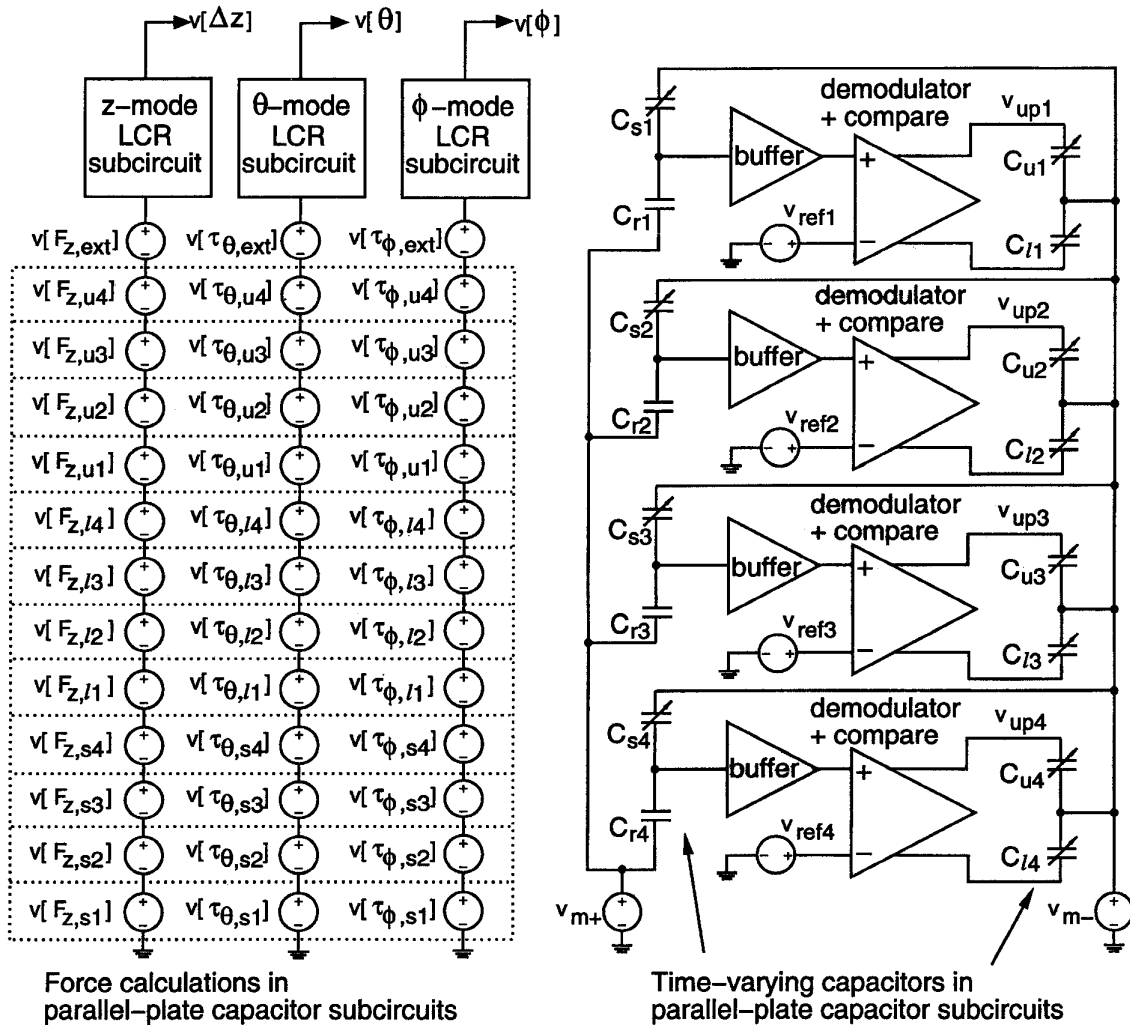 v[Δz] v[θ] v[ϕ]
z–mode LCR subcircuit
θ–mode LCR subcircuit
ϕ–mode LCR subcircuit
v[F_z,ext] v[τ_θ,ext] v[τ_ϕ,ext]
v[F_z,u4] v[τ_θ,u4] v[τ_ϕ,u4]
v[F_z,u3] v[τ_θ,u3] v[τ_ϕ,u3]
v[F_z,u2] v[τ_θ,u2] v[τ_ϕ,u2]
v[F_z,u1] v[τ_θ,u1] v[τ_ϕ,u1]
v[F_z,l4] v[τ_θ,l4] v[τ_ϕ,l4]
v[F_z,l3] v[τ_θ,l3] v[τ_ϕ,l3]
v[F_z,l2] v[τ_θ,l2] v[τ_ϕ,l2]
v[F_z,l1] v[τ_θ,l1] v[τ_ϕ,l1]
v[F_z,s4] v[τ_θ,s4] v[τ_ϕ,s4]
v[F_z,s3] v[τ_θ,s3] v[τ_ϕ,s3]
v[F_z,s2] v[τ_θ,s2] v[τ_ϕ,s2]
v[F_z,s1] v[τ_θ,s1] v[τ_ϕ,s1]
Force calculations in
parallel–plate capacitor subcircuits
demodulator
+ compare
C_s1 buffer + − v_up1 C_u1
C_r1 v_ref1 − + C_l1
demodulator
+ compare
C_s2 buffer + − v_up2 C_u2
C_r2 v_ref2 − + C_l2
demodulator
+ compare
C_s3 buffer + − v_up3 C_u3
C_r3 v_ref3 − + C_l3
demodulator
+ compare
C_s4 buffer + − v_up4 C_u4
C_r4 v_ref4 − + C_l4
v_m+ v_m−
Time–varying capacitors in
parallel–plate capacitor subcircuits